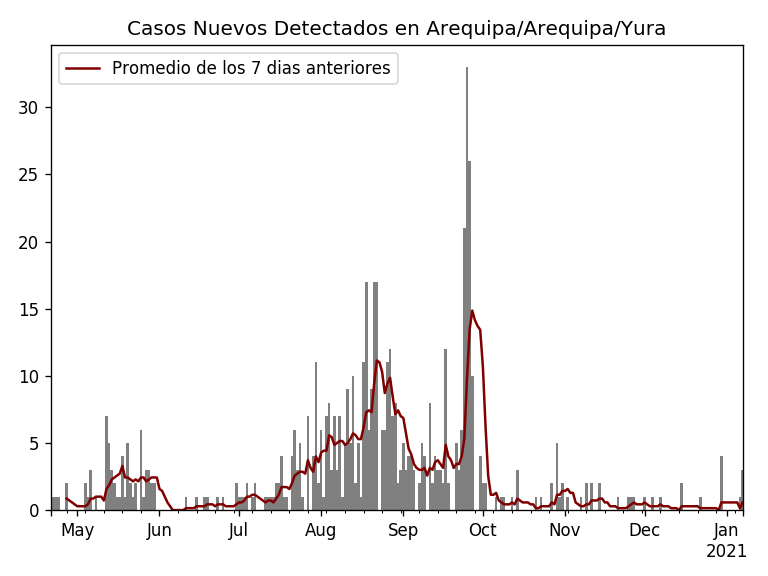 Casos Nuevos Detectados en Arequipa/Arequipa/Yura
Promedio de los 7 dias anteriores
30
25
20
15
10
5
0
May Jun Jul Aug Sep Oct Nov Dec Jan
2021